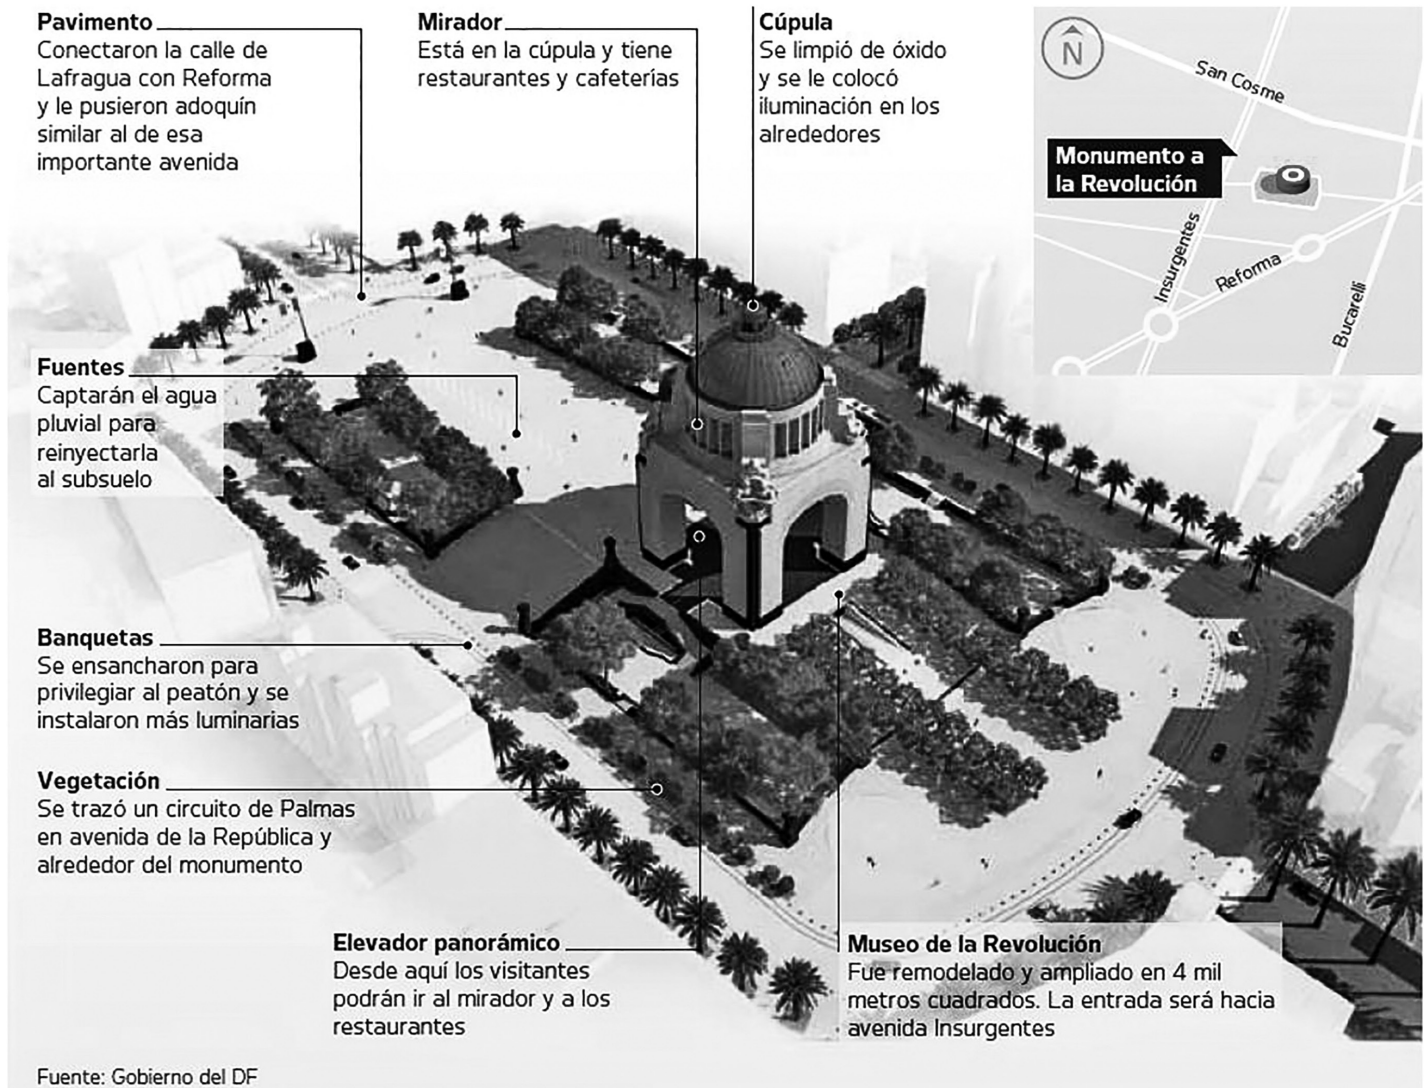 Pavimento
Conectaron la calle de
Lafragua con Reforma
y le pusieron adoquín
similar al de esa
importante avenida
Mirador
Está en la cúpula y tiene
restaurantes y cafeterías
Cúpula
Se limpió de óxido
y se le colocó
iluminación en los
alrededores
N
San Cosme
Monumento a
la Revolución
Insurgentes
Reforma
Bucarelli
Fuentes
Captarán el agua
pluvial para
reinyectarla
al subsuelo
Banquetas
Se ensancharon para
privilegiar al peatón y se
instalaron más luminarias
Vegetación
Se trazó un circuito de Palmas
en avenida de la República y
alrededor del monumento
Elevador panorámico
Desde aquí los visitantes
podrán ir al mirador y a los
restaurantes
Museo de la Revolución
Fue remodelado y ampliado en 4 mil
metros cuadrados. La entrada será hacia
avenida Insurgentes
Fuente: Gobierno del DF